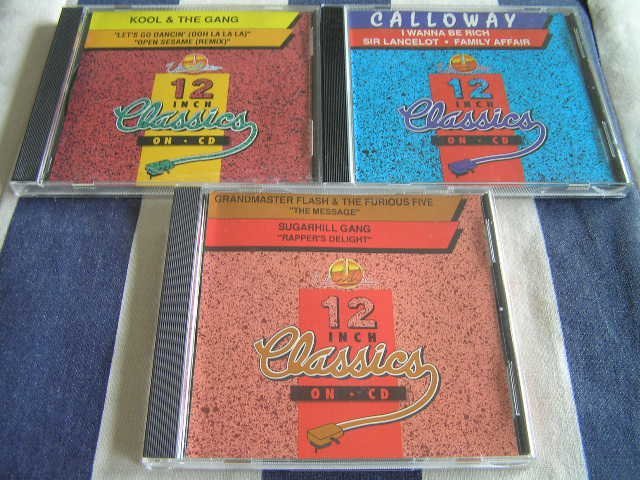 KOOL & THE GANG
"LET'S GO DANCIN' (OOH LA LA LA)"
"OPEN SESAME (REMIX)"
12
INCH
Classics
ON · CD
CALLOWAY
I WANNA BE RICH
SIR LANCELOT · FAMILY AFFAIR
12
INCH
Classics
ON · CD
GRANDMASTER FLASH & THE FURIOUS FIVE
"THE MESSAGE"
SUGARHILL GANG
"RAPPER'S DELIGHT"
12
INCH
Classics
ON · CD